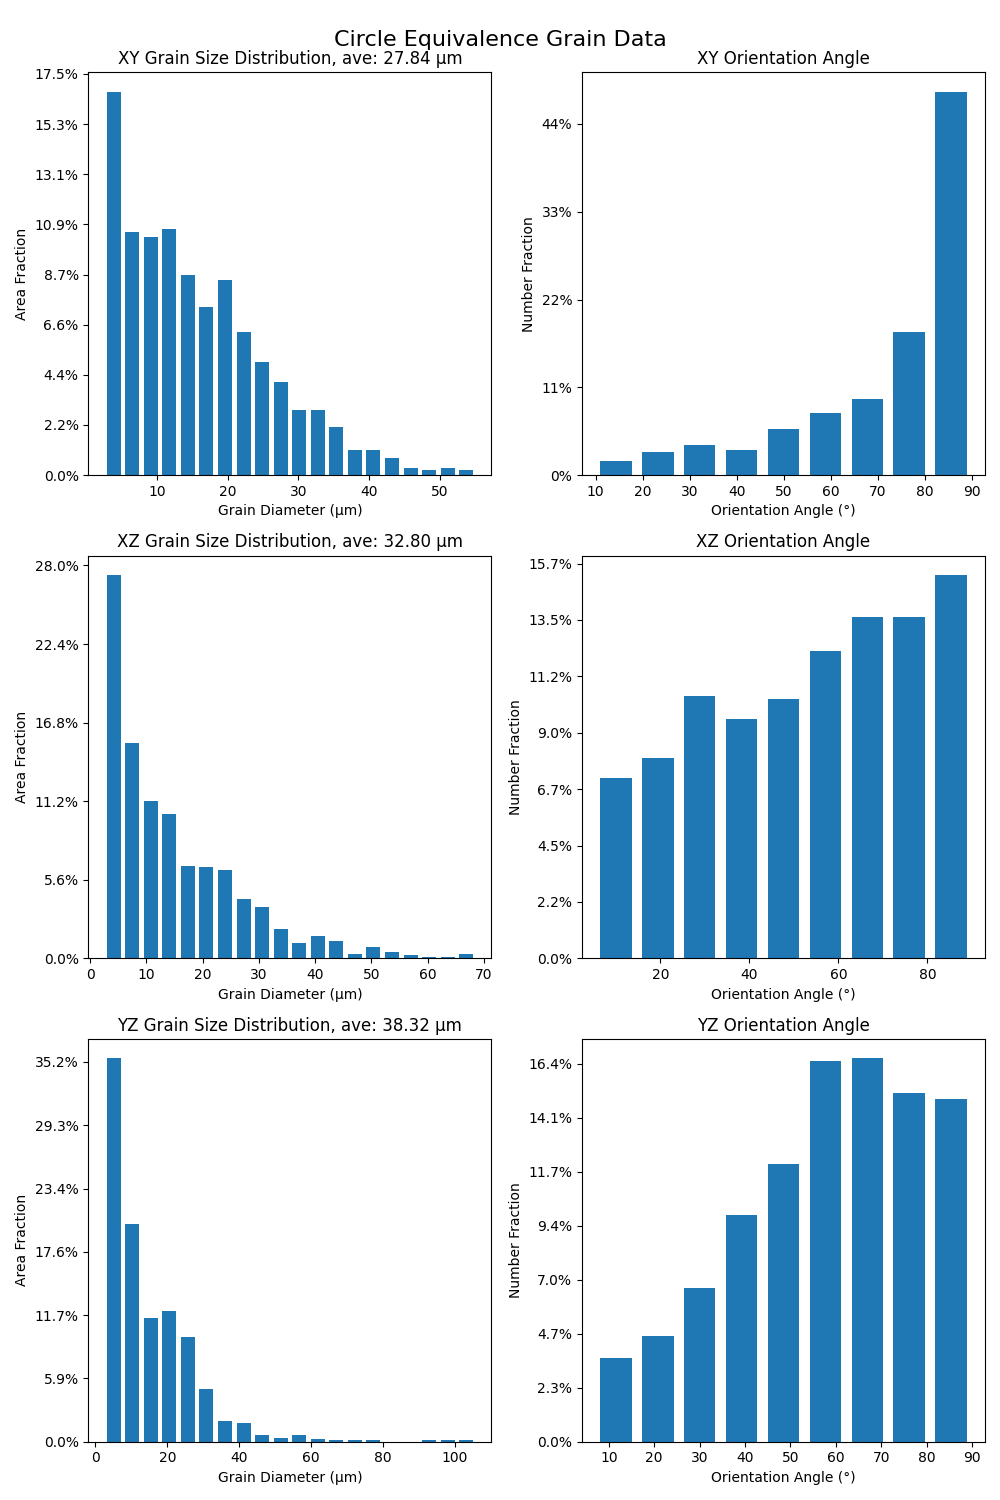 Circle Equivalence Grain Data
XY Grain Size Distribution, ave: 27.84 μm
17.5%
15.3%
13.1%
10.9%
8.7%
6.6%
4.4%
2.2%
0.0%
Area Fraction
10 20 30 40 50
Grain Diameter (μm)
XY Orientation Angle
44%
33%
22%
11%
0%
Number Fraction
10 20 30 40 50 60 70 80 90
Orientation Angle (°)
XZ Grain Size Distribution, ave: 32.80 μm
28.0%
22.4%
16.8%
11.2%
5.6%
0.0%
Area Fraction
0 10 20 30 40 50 60 70
Grain Diameter (μm)
XZ Orientation Angle
15.7%
13.5%
11.2%
9.0%
6.7%
4.5%
2.2%
0.0%
Number Fraction
20 40 60 80
Orientation Angle (°)
YZ Grain Size Distribution, ave: 38.32 μm
35.2%
29.3%
23.4%
17.6%
11.7%
5.9%
0.0%
Area Fraction
0 20 40 60 80 100
Grain Diameter (μm)
YZ Orientation Angle
16.4%
14.1%
11.7%
9.4%
7.0%
4.7%
2.3%
0.0%
Number Fraction
10 20 30 40 50 60 70 80 90
Orientation Angle (°)